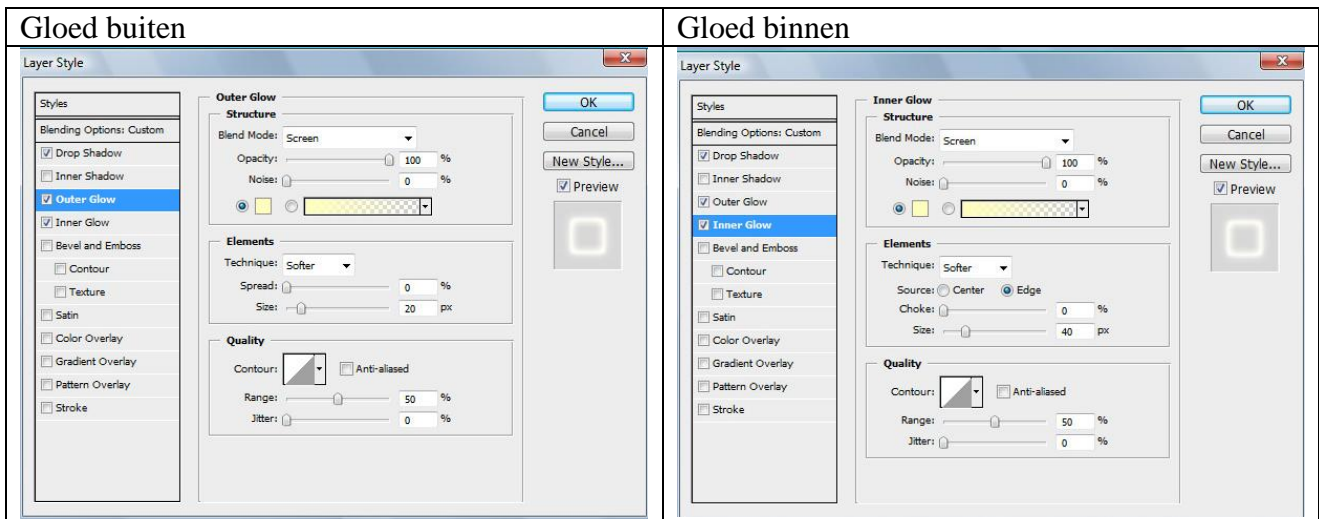 Gloed buiten
Layer Style
Styles
Blending Options: Custom
Drop Shadow
Inner Shadow
Outer Glow
Inner Glow
Bevel and Emboss
Contour
Texture
Satin
Color Overlay
Gradient Overlay
Pattern Overlay
Stroke
Outer Glow
Structure
Blend Mode: Screen
Opacity: 100 %
Noise: 0 %
Elements
Technique: Softer
Spread: 0 %
Size: 20 px
Quality
Contour: Anti-aliased
Range: 50 %
Jitter: 0 %
OK
Cancel
New Style...
Preview
Gloed binnen
Layer Style
Styles
Blending Options: Custom
Drop Shadow
Inner Shadow
Outer Glow
Inner Glow
Bevel and Emboss
Contour
Texture
Satin
Color Overlay
Gradient Overlay
Pattern Overlay
Stroke
Inner Glow
Structure
Blend Mode: Screen
Opacity: 100 %
Noise: 0 %
Elements
Technique: Softer
Source: Center Edge
Choke: 0 %
Size: 40 px
Quality
Contour: Anti-aliased
Range: 50 %
Jitter: 0 %
OK
Cancel
New Style...
Preview